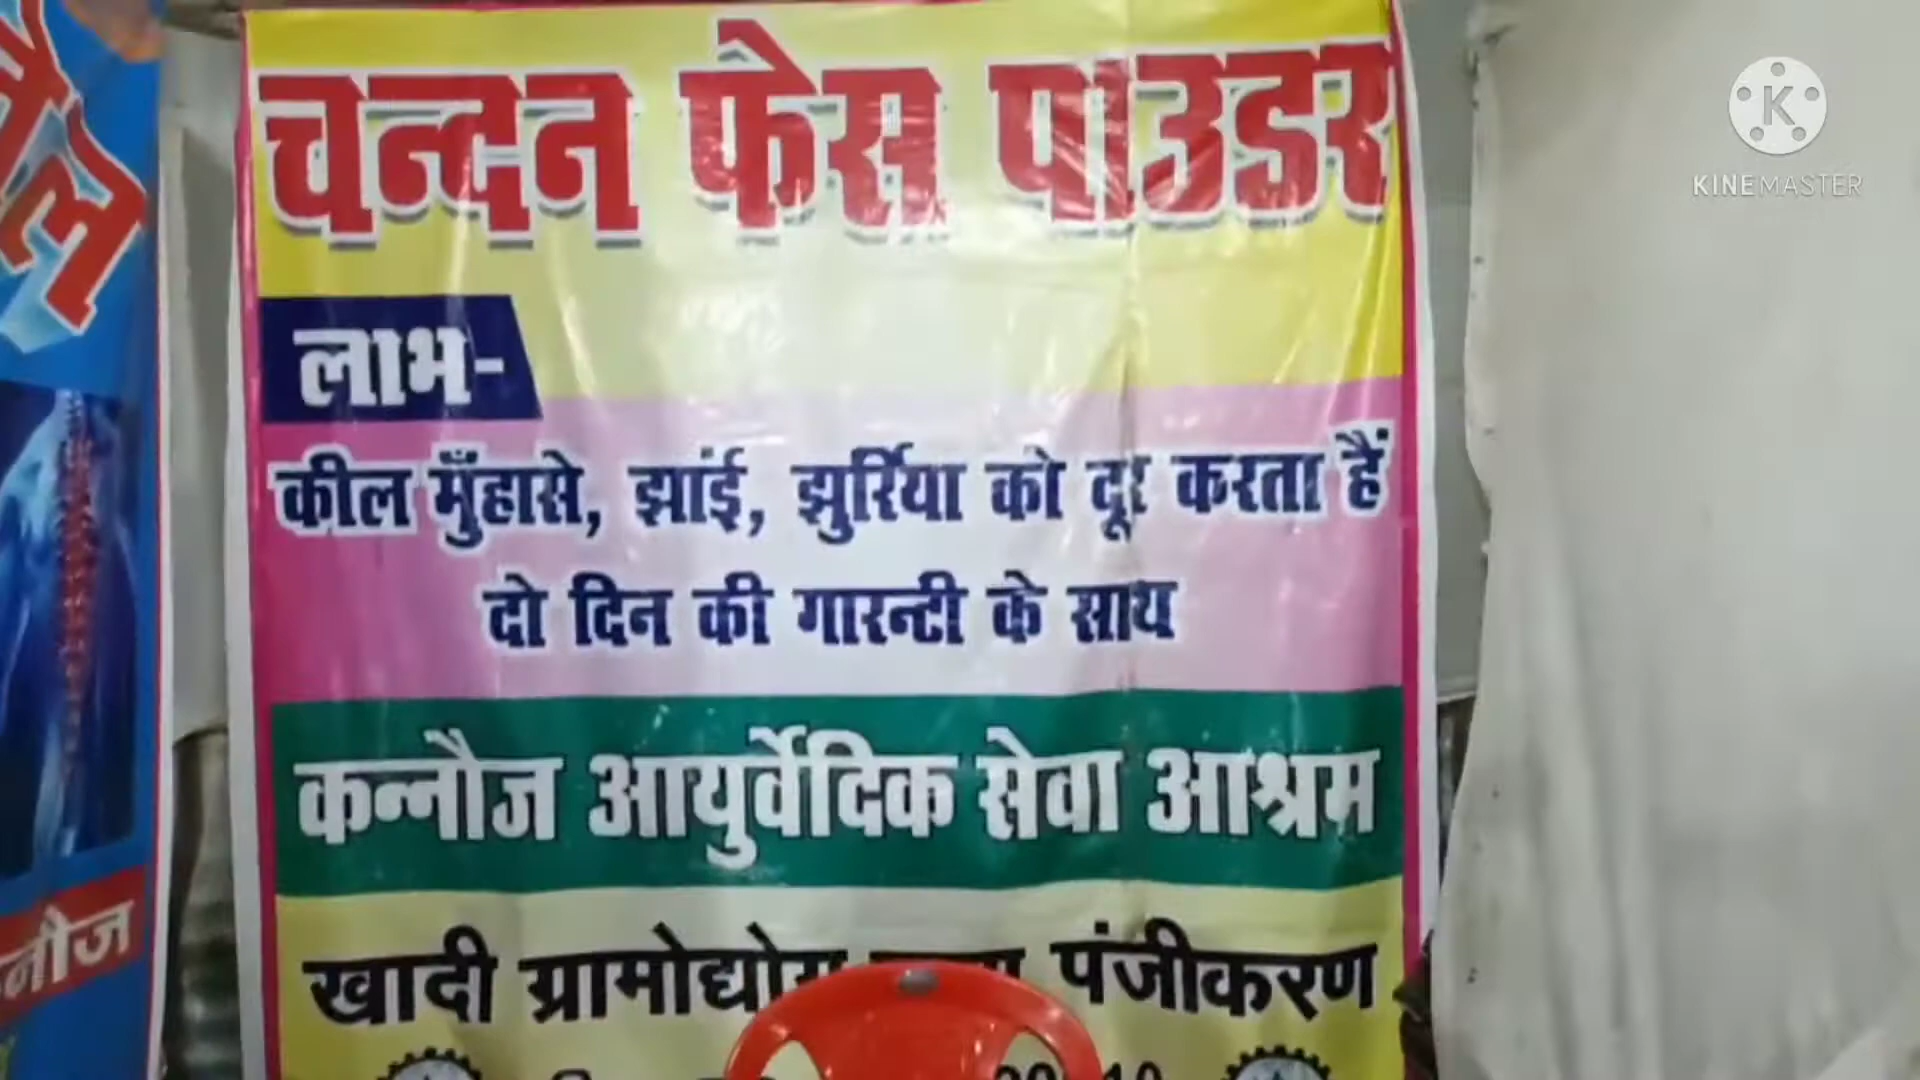 चन्दन फेस पाउडर
KINEMASTER
लाभ-
कील मुँहासे, झांई, झुर्रिया को दूर करता हैं
दो दिन की गारन्टी के साथ
कन्नौज आयुर्वेदिक सेवा आश्रम
खादी ग्रामोद्योग पंजीकरण